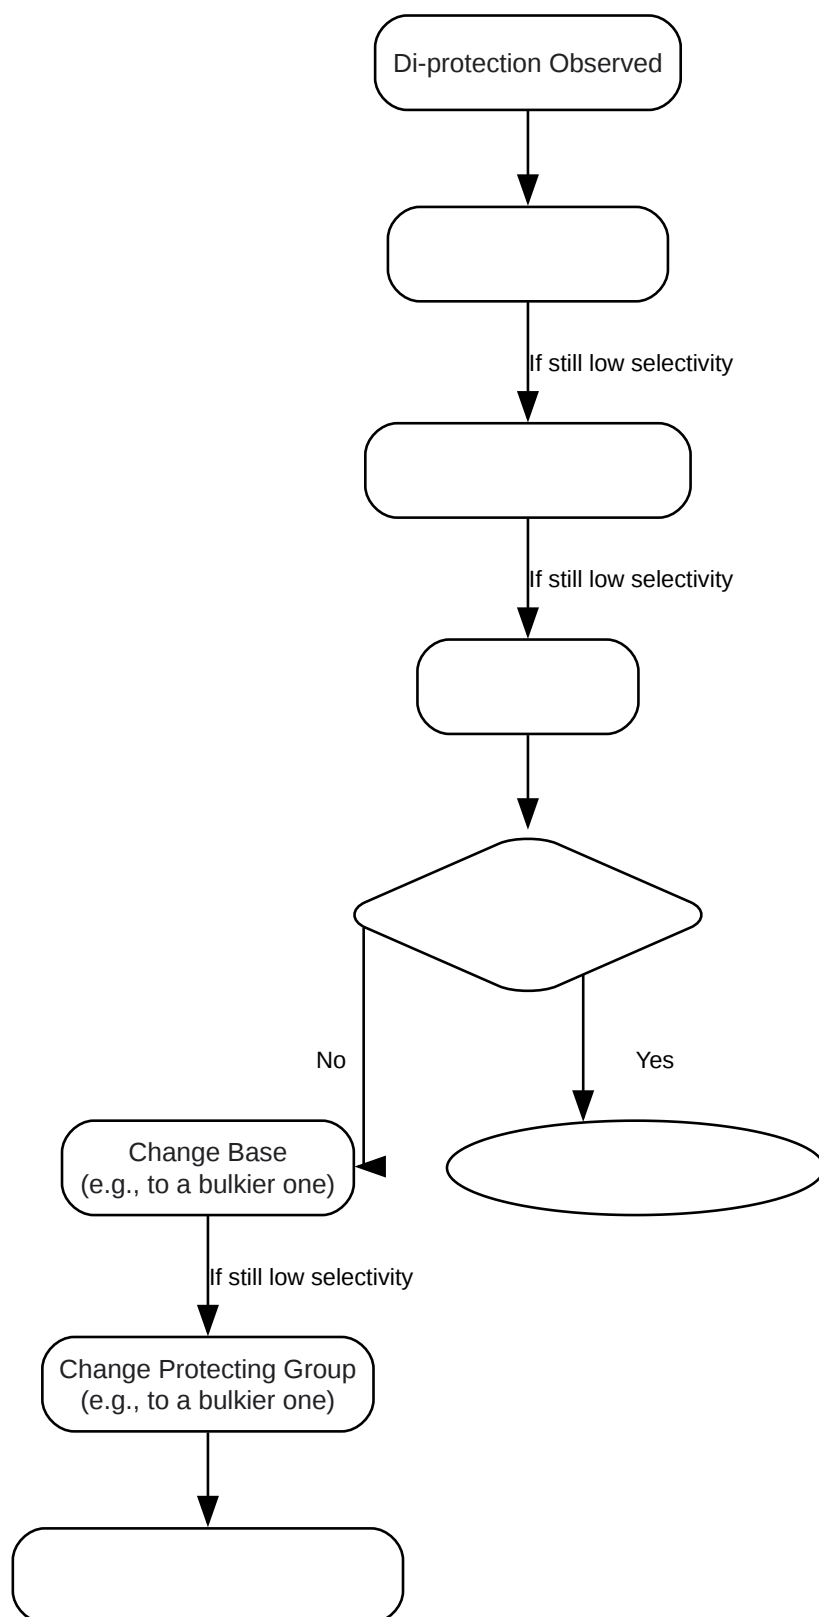 Di-protection Observed
If still low selectivity
If still low selectivity
No
Yes
Change Base
(e.g., to a bulkier one)
If still low selectivity
Change Protecting Group
(e.g., to a bulkier one)